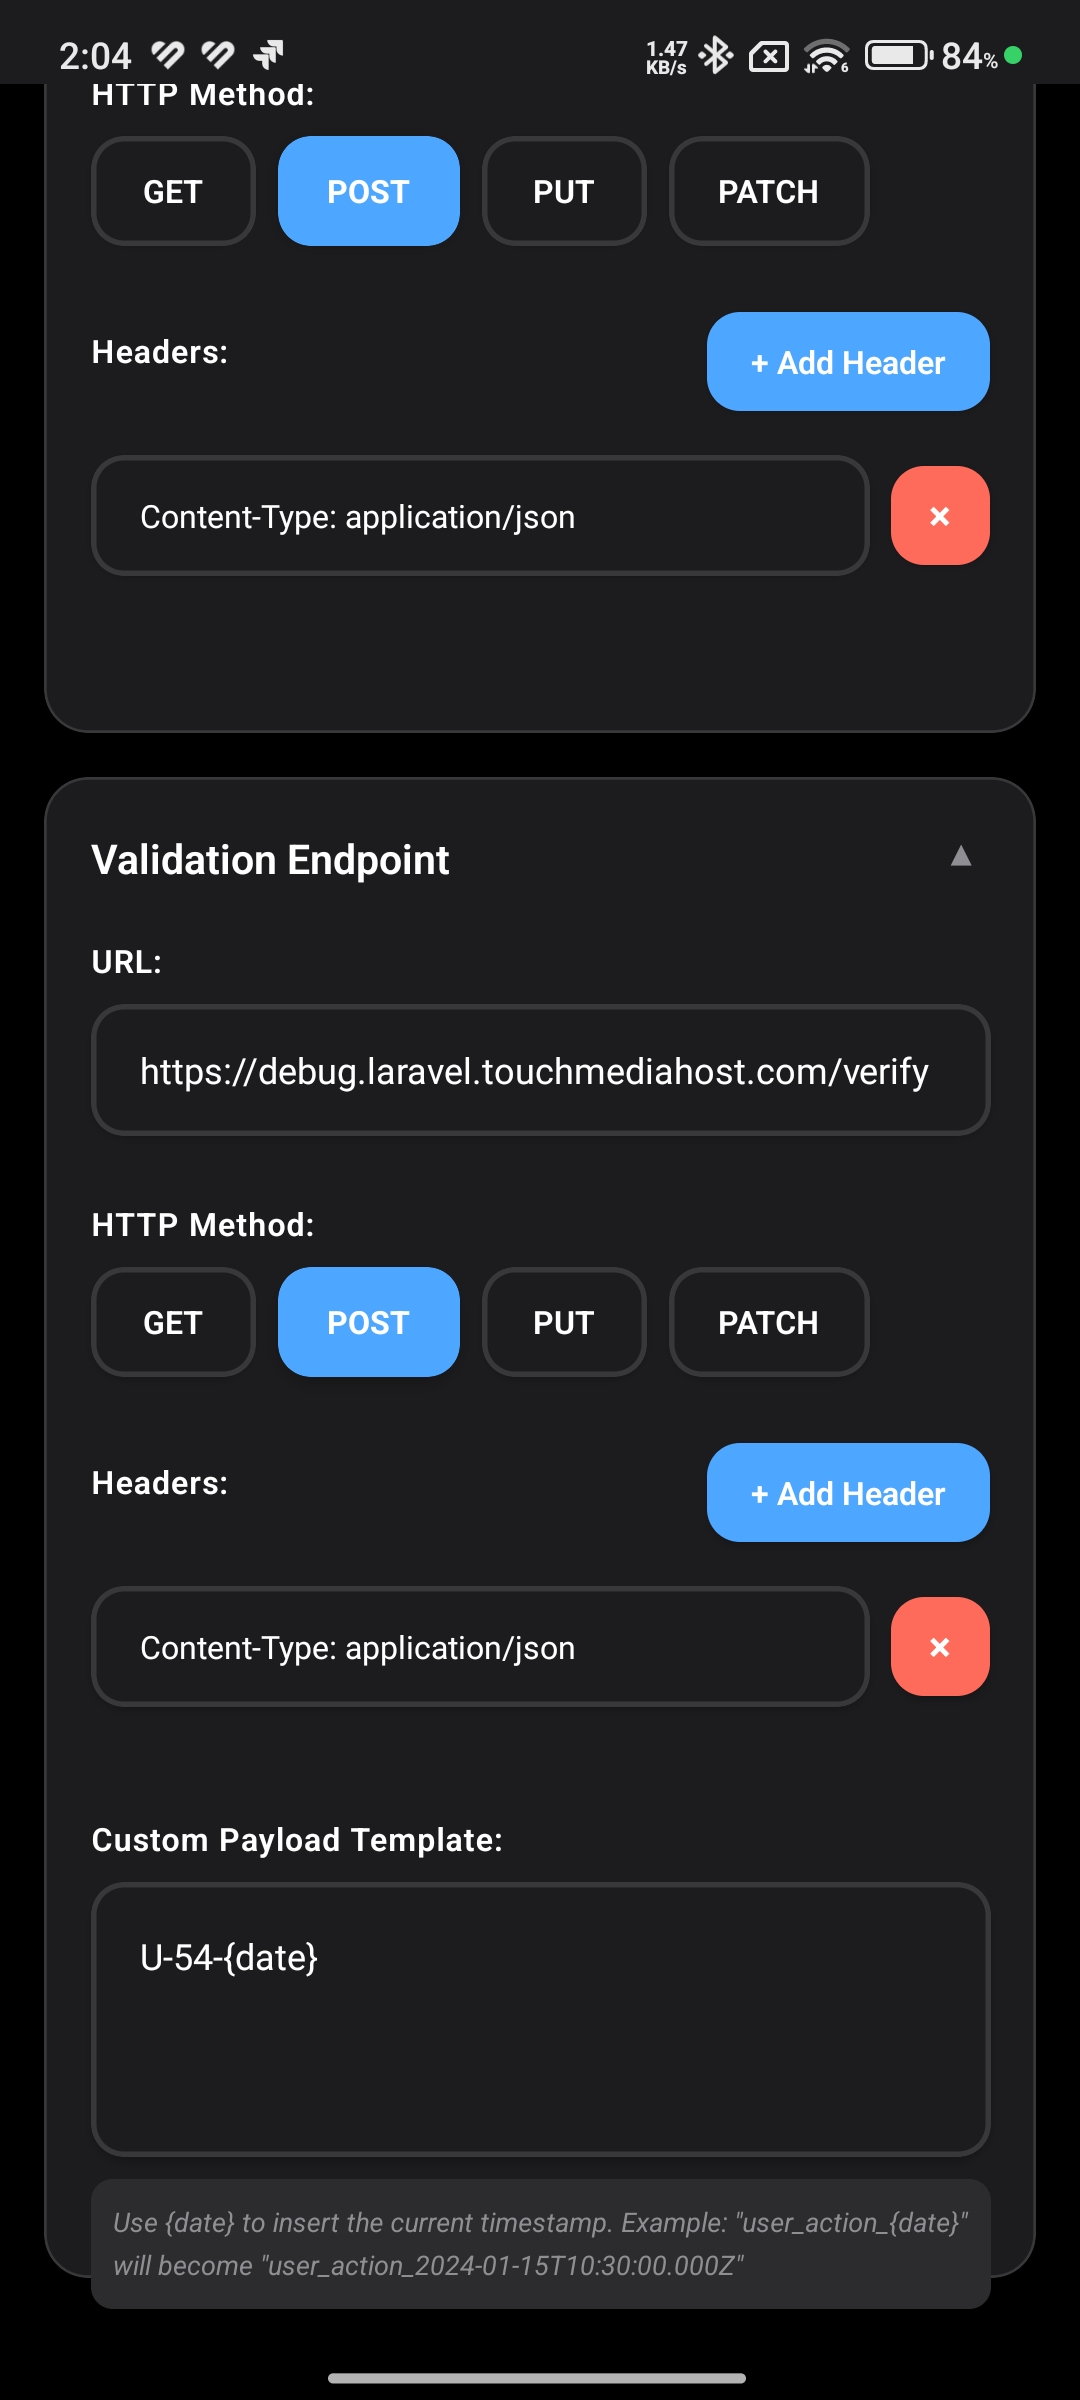 2:04
1.47
KB/s
6
84%
HTTP Method:
GET POST PUT PATCH
Headers:
+ Add Header
Content-Type: application/json
×
Validation Endpoint
▲
URL:
https://debug.laravel.touchmediahost.com/verify
HTTP Method:
GET POST PUT PATCH
Headers:
+ Add Header
Content-Type: application/json
×
Custom Payload Template:
U-54-{date}
Use {date} to insert the current timestamp. Example: "user_action_{date}"
will become "user_action_2024-01-15T10:30:00.000Z"